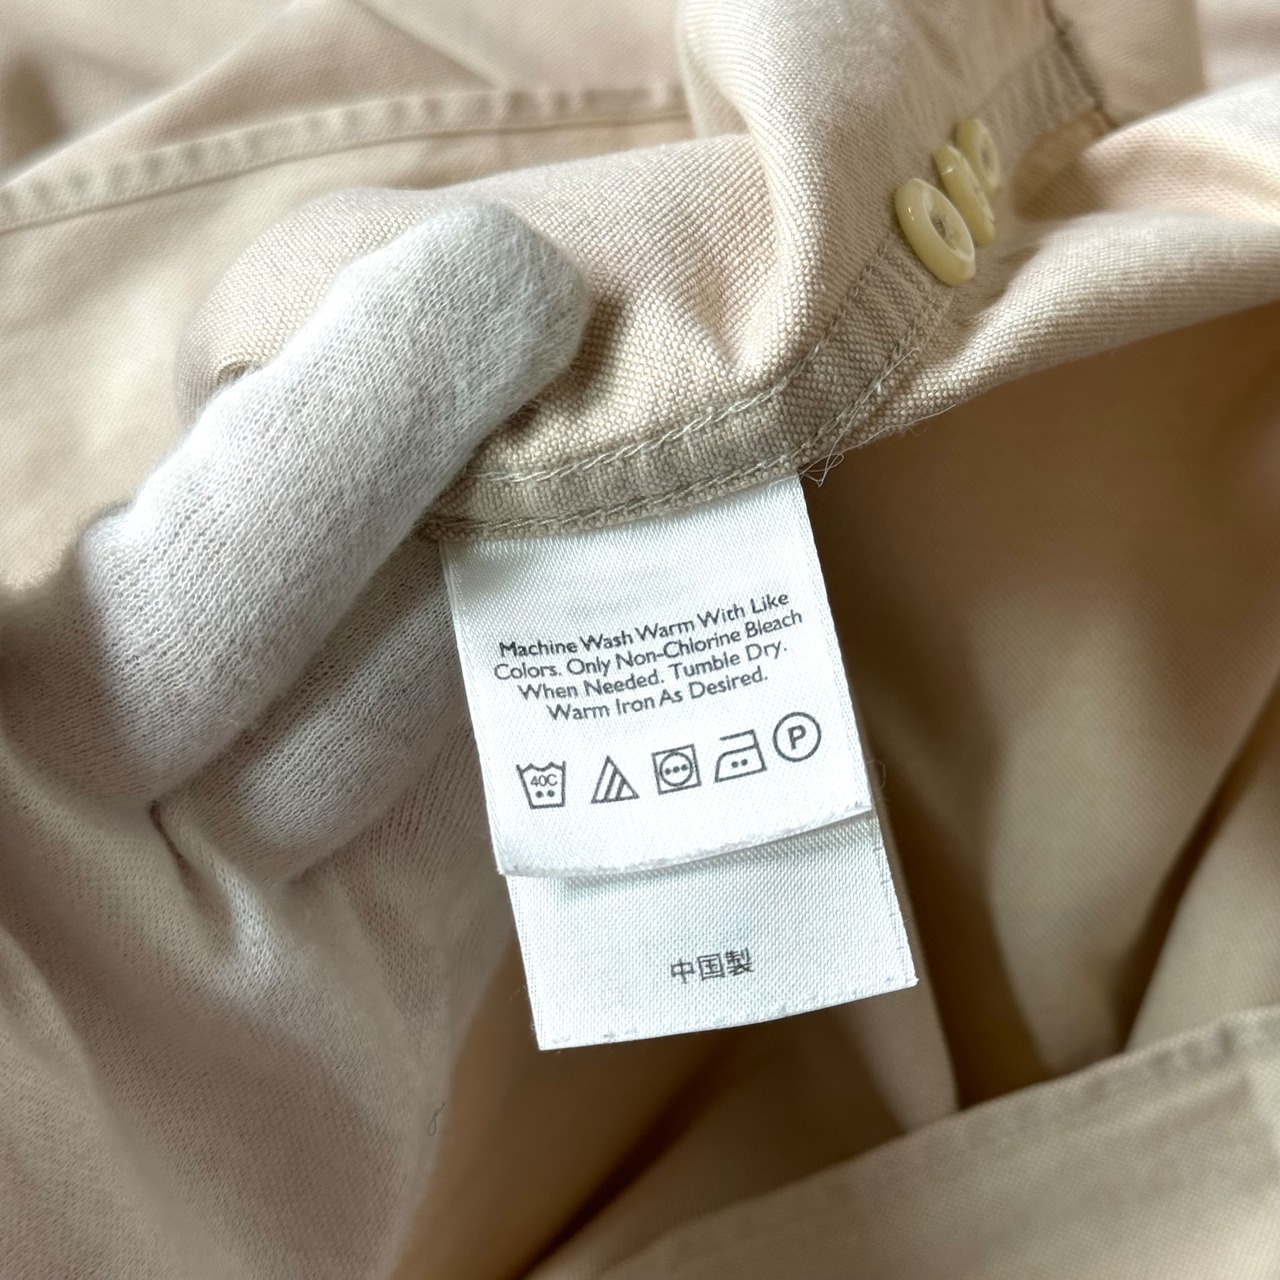 Machine Wash Warm With Like
Colors. Only Non-Chlorine Bleach
When Needed. Tumble Dry.
Warm Iron As Desired.
40C
P
中国製